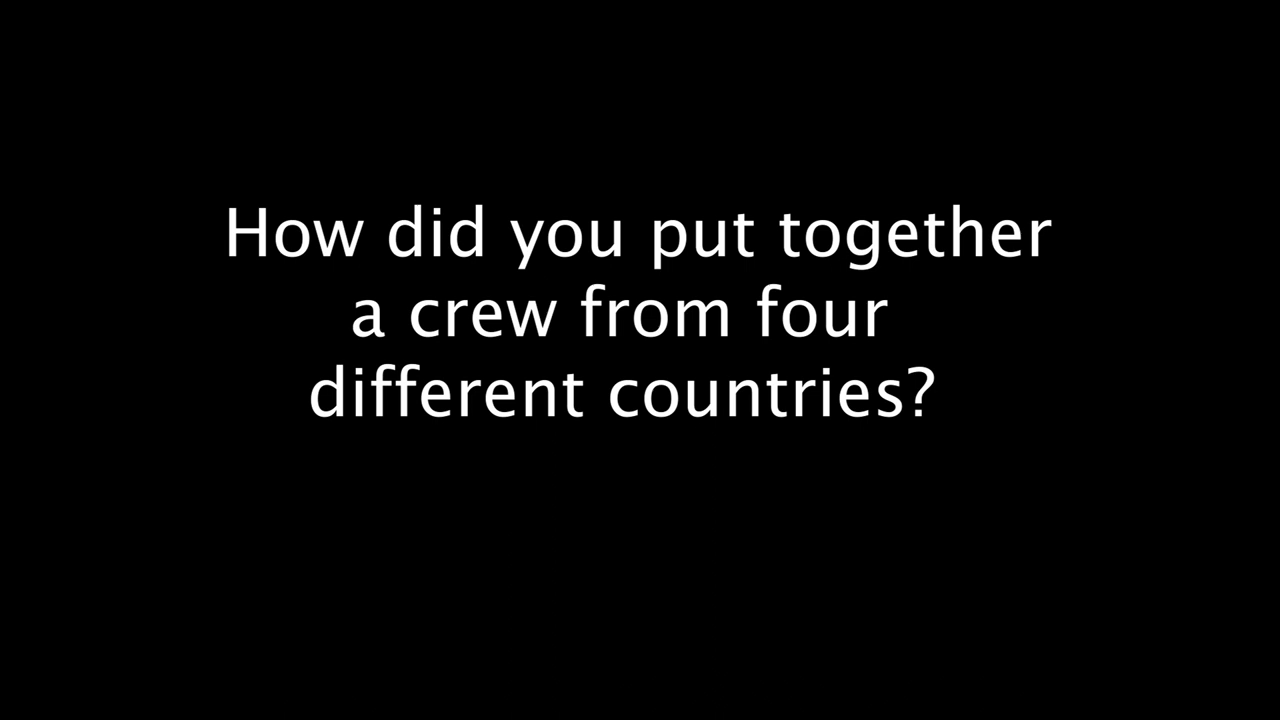 How did you put together
a crew from four
different countries?